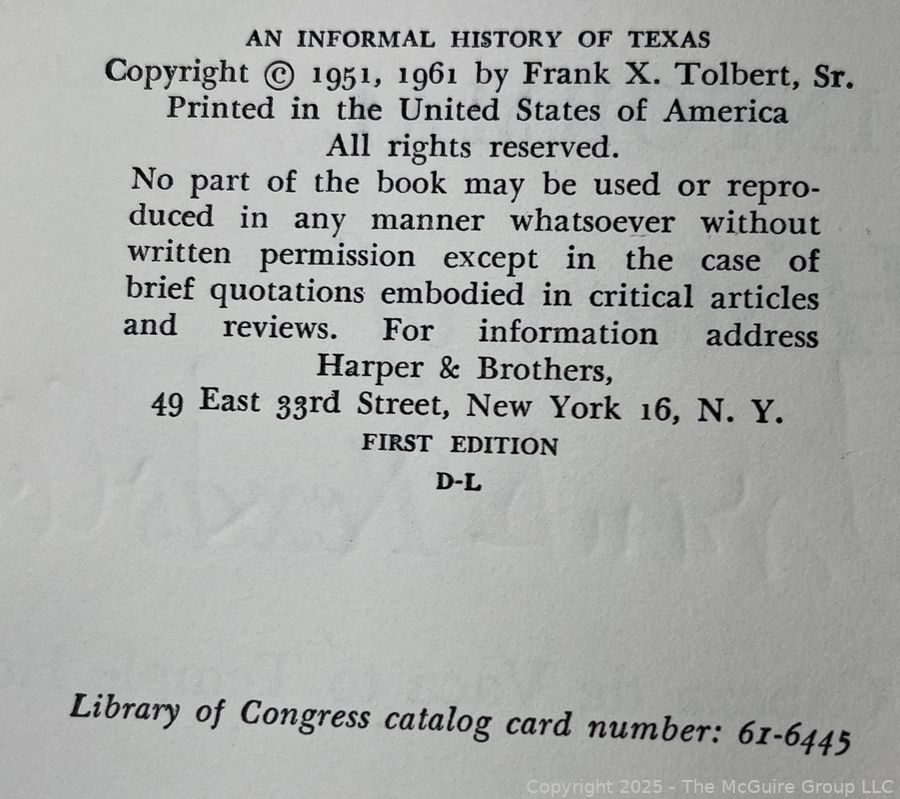 AN INFORMAL HISTORY OF TEXAS
Copyright © 1951, 1961 by Frank X. Tolbert, Sr.
Printed in the United States of America
All rights reserved.
No part of the book may be used or repro-
duced in any manner whatsoever without
written permission except in the case of
brief quotations embodied in critical articles
and reviews. For information address
Harper & Brothers,
49 East 33rd Street, New York 16, N. Y.
FIRST EDITION
D-L
Library of Congress catalog card number: 61-6445
Copyright 2025 - The McGuire Group LLC